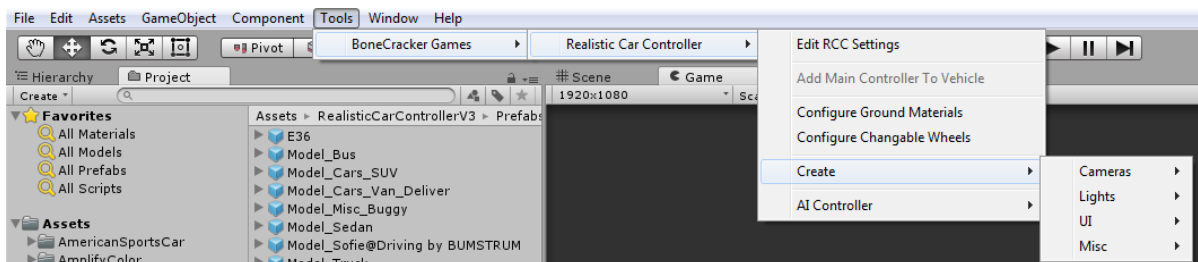 File Edit Assets GameObject Component Tools Window Help
Pivot
BoneCracker Games
Realistic Car Controller
Edit RCC Settings
Add Main Controller To Vehicle
Configure Ground Materials
Configure Changable Wheels
Create
AI Controller
Cameras
Lights
UI
Misc
Hierarchy Project
Create
Favorites
All Materials
All Models
All Prefabs
All Scripts
Assets
AmericanSportsCar
AmplifyColor
Assets RealisticCarControllerV3 Prefabs
E36
Model_Bus
Model_Cars_SUV
Model_Cars_Van_Deliver
Model_Misc_Buggy
Model_Sedan
Model_Sofie@Driving by BUMSTRUM
Model_Truck
Scene Game
1920x1080